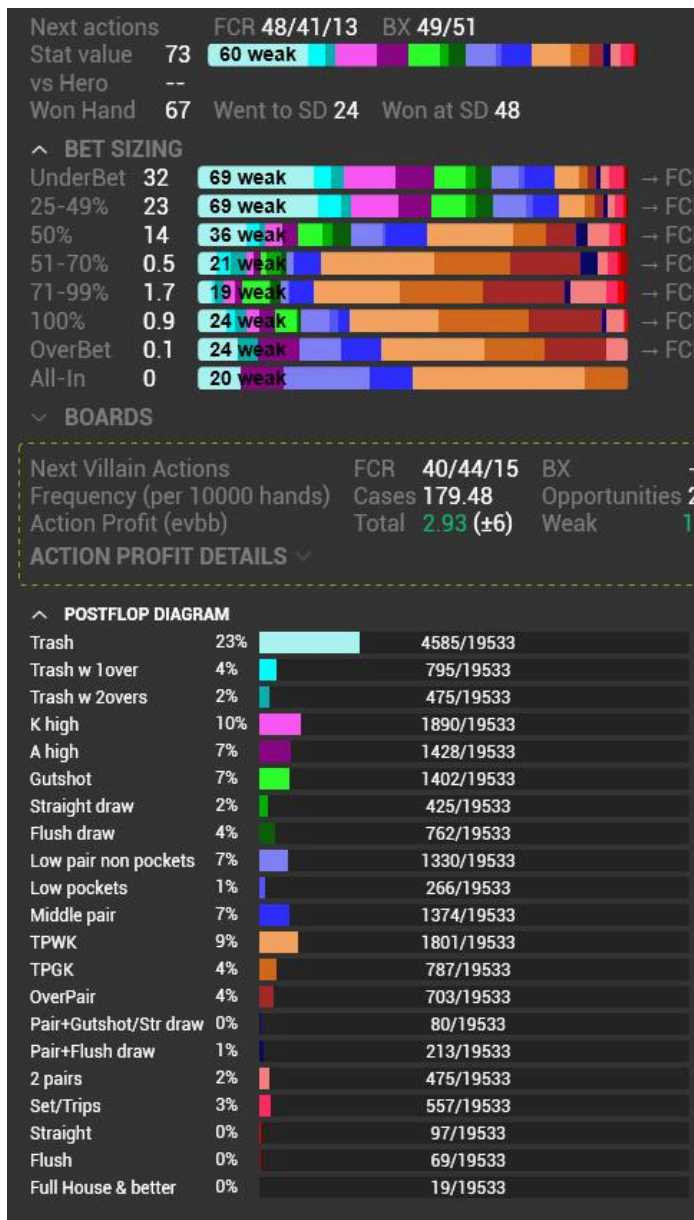 Next actions FCR 48/41/13 BX 49/51
Stat value 73 60 weak
vs Hero --
Won Hand 67 Went to SD 24 Won at SD 48
BET SIZING
UnderBet 32 69 weak → FC
25-49% 23 69 weak → FC
50% 14 36 weak → FC
51-70% 0.5 21 weak → FC
71-99% 1.7 19 weak → FC
100% 0.9 24 weak → FC
OverBet 0.1 24 weak → FC
All-In 0 20 weak
BOARDS
Next Villain Actions FCR 40/44/15 BX -
Frequency (per 10000 hands) Cases 179.48 Opportunities 2
Action Profit (evbb) Total 2.93 (±6) Weak 1
ACTION PROFIT DETAILS
POSTFLOP DIAGRAM
Trash 23% 4585/19533
Trash w 1over 4% 795/19533
Trash w 2overs 2% 475/19533
K high 10% 1890/19533
A high 7% 1428/19533
Gutshot 7% 1402/19533
Straight draw 2% 425/19533
Flush draw 4% 762/19533
Low pair non pockets 7% 1330/19533
Low pockets 1% 266/19533
Middle pair 7% 1374/19533
TPWK 9% 1801/19533
TPGK 4% 787/19533
OverPair 4% 703/19533
Pair+Gutshot/Str draw 0% 80/19533
Pair+Flush draw 1% 213/19533
2 pairs 2% 475/19533
Set/Trips 3% 557/19533
Straight 0% 97/19533
Flush 0% 69/19533
Full House & better 0% 19/19533